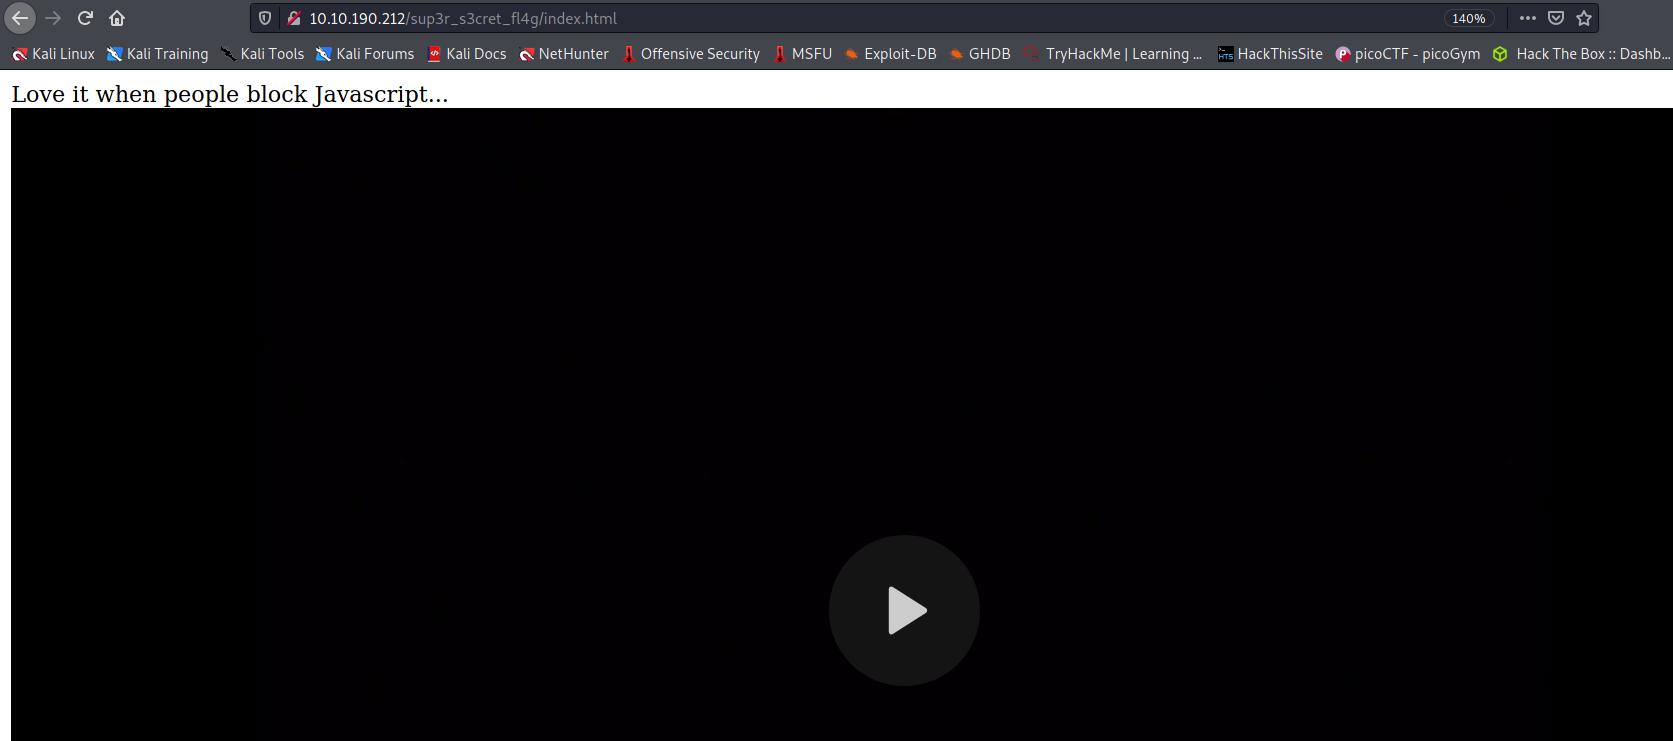 10.10.190.212/sup3r_s3cret_fl4g/index.html 140%
Kali Linux Kali Training Kali Tools Kali Forums Kali Docs NetHunter Offensive Security MSFU Exploit-DB GHDB TryHackMe | Learning ... HTS HackThisSite picoCTF - picoGym Hack The Box :: Dashb...
Love it when people block Javascript...